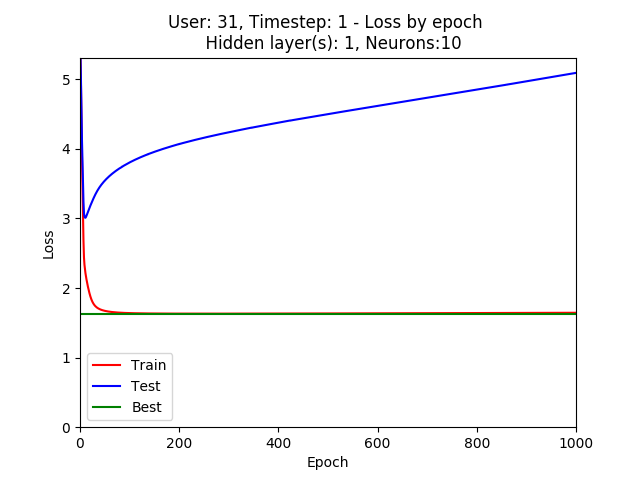 User: 31, Timestep: 1 - Loss by epoch
Hidden layer(s): 1, Neurons:10
Loss
5
4
3
2
1
0
Train
Test
Best
0 200 400 600 800 1000
Epoch